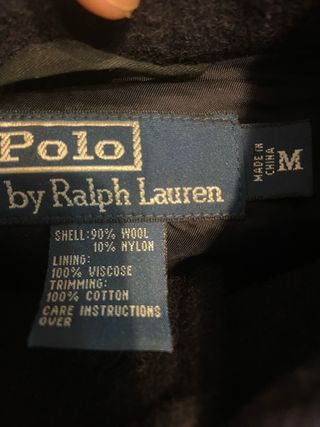 Polo
by Ralph Lauren
MADE IN
CHINA
M
SHELL:90% WOOL
10% NYLON
LINING:
100% VISCOSE
TRIMMING:
100% COTTON
CARE INSTRUCTIONS
OVER